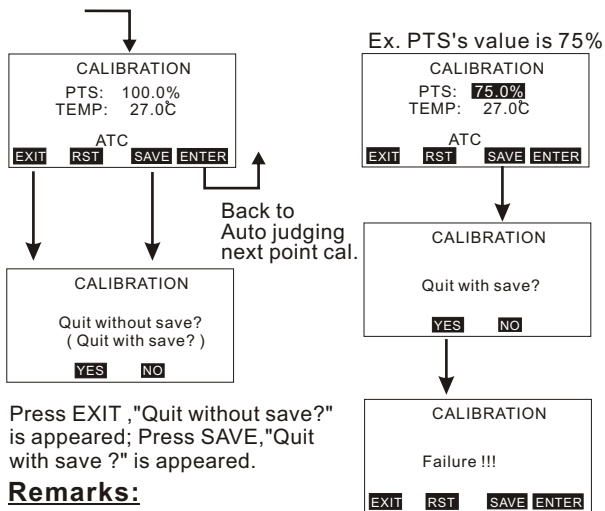 CALIBRATION
PTS: 100.0%
TEMP: 27.0°C
ATC
EXIT RST SAVE ENTER
Back to
Auto judging
next point cal.
CALIBRATION
Quit without save?
( Quit with save? )
YES NO
Press EXIT ,"Quit without save?"
is appeared; Press SAVE,"Quit
with save ?" is appeared.
Remarks:
Ex. PTS's value is 75%
CALIBRATION
PTS: 75.0%
TEMP: 27.0°C
ATC
EXIT RST SAVE ENTER
CALIBRATION
Quit with save?
YES NO
CALIBRATION
Failure !!!
EXIT RST SAVE ENTER